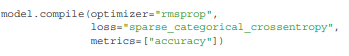 model.compile(optimizer="rmsprop",
              loss="sparse_categorical_crossentropy",
              metrics=["accuracy"])